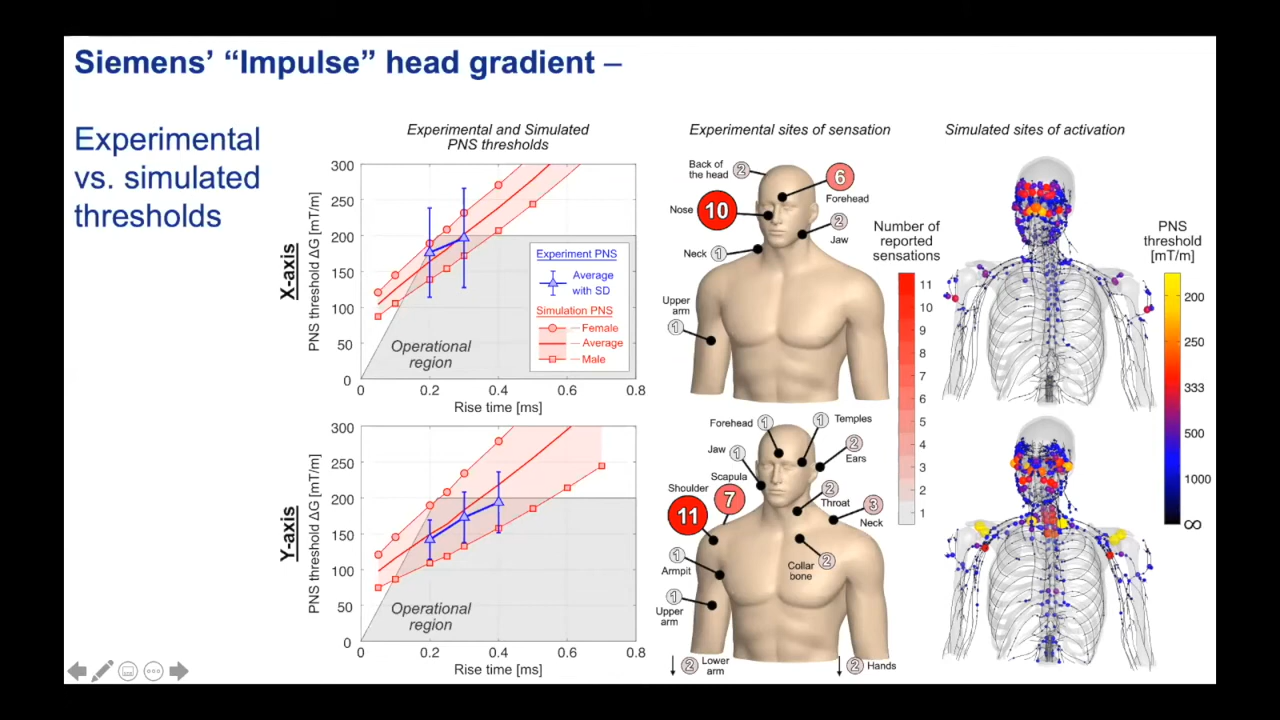 Siemens’ “Impulse” head gradient –
Experimental
vs. simulated
thresholds
Experimental and Simulated
PNS thresholds
X-axis
PNS threshold ΔG [mT/m]
300
250
200
150
100
50
0
0
0.2
0.4
0.6
0.8
Rise time [ms]
Operational
region
Experiment PNS
Average
with SD
Simulation PNS
Female
Average
Male
Y-axis
PNS threshold ΔG [mT/m]
300
250
200
150
100
50
0
0
0.2
0.4
0.6
0.8
Rise time [ms]
Operational
region
Experimental sites of sensation
Back of
the head
2
6
Forehead
Nose
10
2
Jaw
Neck
1
Upper
arm
1
Forehead
1
1
Temples
Jaw
1
2
Ears
Scapula
7
Shoulder
11
2
Throat
3
Neck
1
Armpit
Collar
bone
2
1
Upper
arm
2
Lower
arm
2
Hands
Number of
reported
sensations
11
10
9
8
7
6
5
4
3
2
1
Simulated sites of activation
PNS
threshold
[mT/m]
200
250
333
500
1000
∞